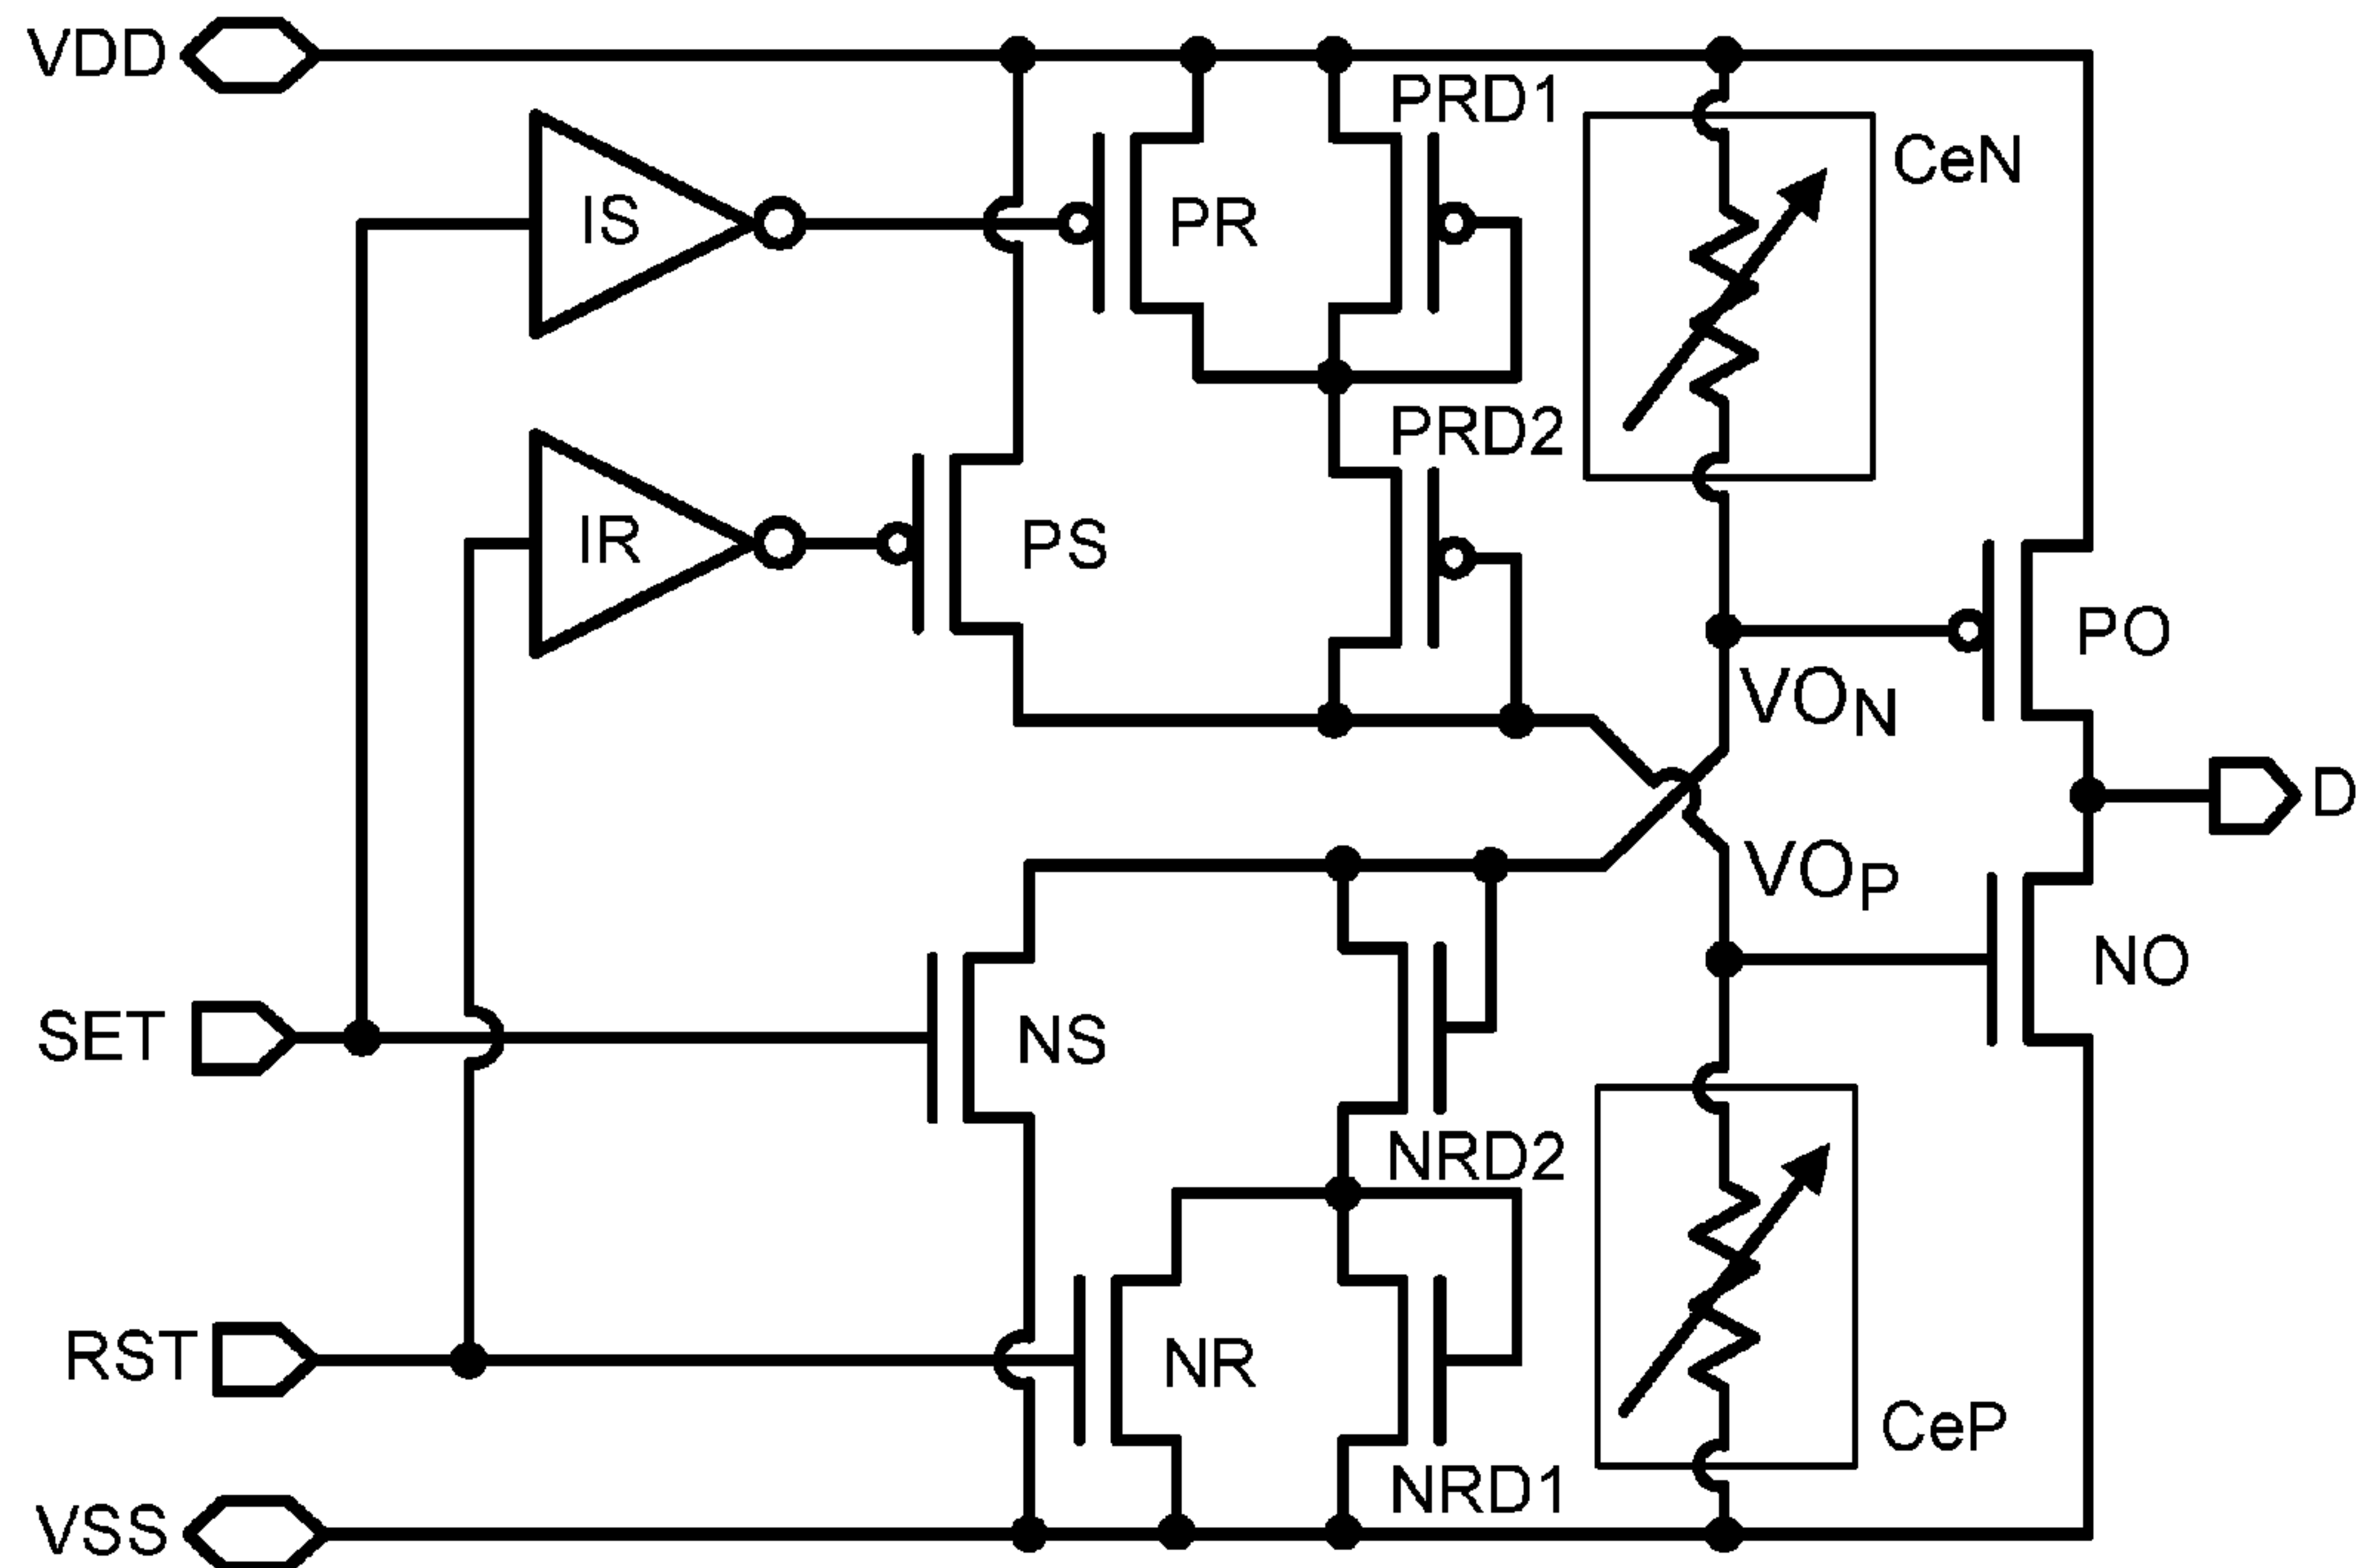 VDD
PRD1
CeN
IS
PR
PRD2
IR
PS
PO
VON
D
VOP
NO
SET
NS
NRD2
RST
NR
CeP
NRD1
VSS